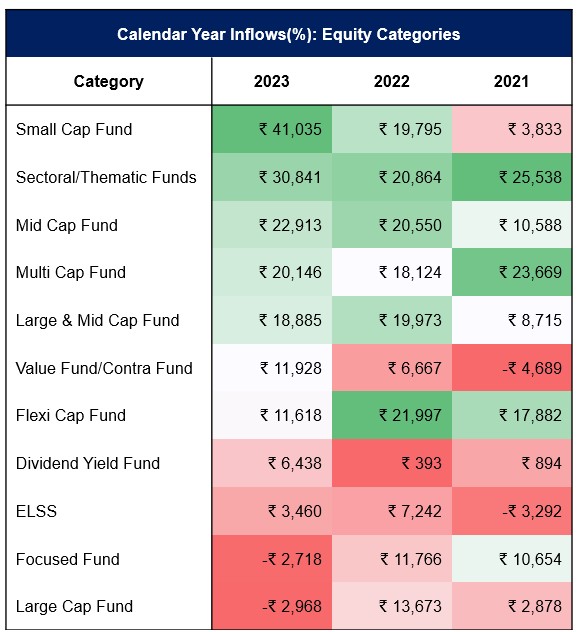 Calendar Year Inflows(%): Equity Categories
Category 2023 2022 2021
Small Cap Fund ₹ 41,035 ₹ 19,795 ₹ 3,833
Sectoral/Thematic Funds ₹ 30,841 ₹ 20,864 ₹ 25,538
Mid Cap Fund ₹ 22,913 ₹ 20,550 ₹ 10,588
Multi Cap Fund ₹ 20,146 ₹ 18,124 ₹ 23,669
Large & Mid Cap Fund ₹ 18,885 ₹ 19,973 ₹ 8,715
Value Fund/Contra Fund ₹ 11,928 ₹ 6,667 -₹ 4,689
Flexi Cap Fund ₹ 11,618 ₹ 21,997 ₹ 17,882
Dividend Yield Fund ₹ 6,438 ₹ 393 ₹ 894
ELSS ₹ 3,460 ₹ 7,242 -₹ 3,292
Focused Fund -₹ 2,718 ₹ 11,766 ₹ 10,654
Large Cap Fund -₹ 2,968 ₹ 13,673 ₹ 2,878